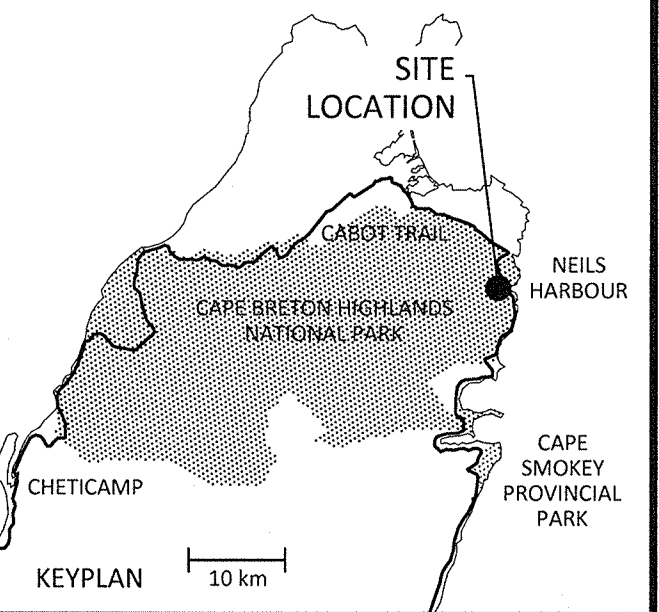 SITE
LOCATION
CABOT TRAIL
NEILS
HARBOUR
CAPE BRETON HIGHLANDS
NATIONAL PARK
CAPE
SMOKEY
PROVINCIAL
PARK
CHETICAMP
KEYPLAN
10 km